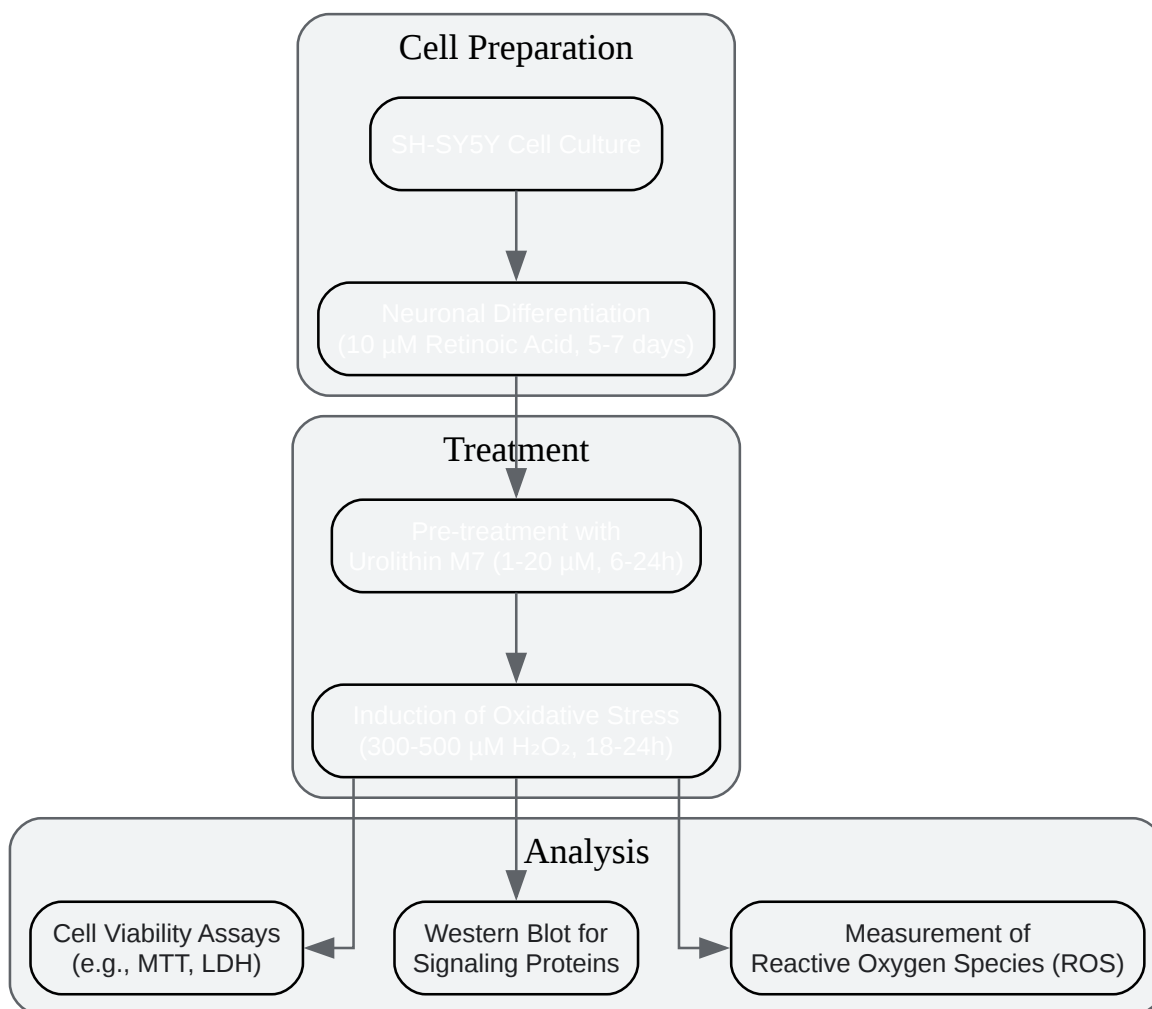 Cell Preparation
SH-SY5Y Cell Culture
Neuronal Differentiation
(10 µM Retinoic Acid, 5-7 days)
Treatment
Pre-treatment with
Urolithin M7 (1-20 µM, 6-24h)
Induction of Oxidative Stress
(300-500 µM H₂O₂, 18-24h)
Analysis
Cell Viability Assays
(e.g., MTT, LDH)
Western Blot for
Signaling Proteins
Measurement of
Reactive Oxygen Species (ROS)